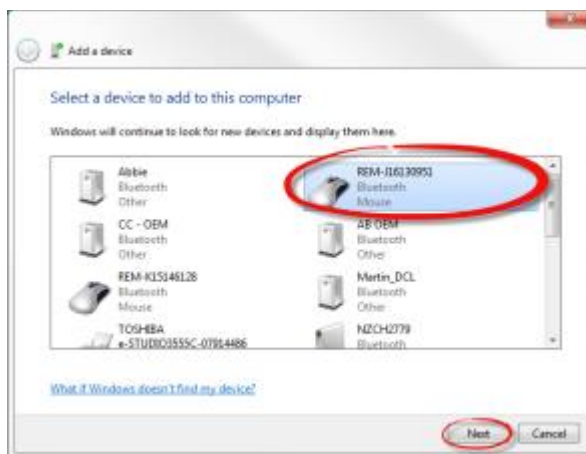 Add a device
Select a device to add to this computer
Windows will continue to look for new devices and display them here.
Abbie
Bluetooth
Other
REM-J16130951
Bluetooth
Mouse
CC - OEM
Bluetooth
Other
AB OEM
Bluetooth
Other
REM-K15146128
Bluetooth
Mouse
Martin_DCL
Bluetooth
Other
TOSHIBA
e-STUDIO3555C-07914486
NZCH2779
Bluetooth
What if Windows doesn't find my device?
Next
Cancel